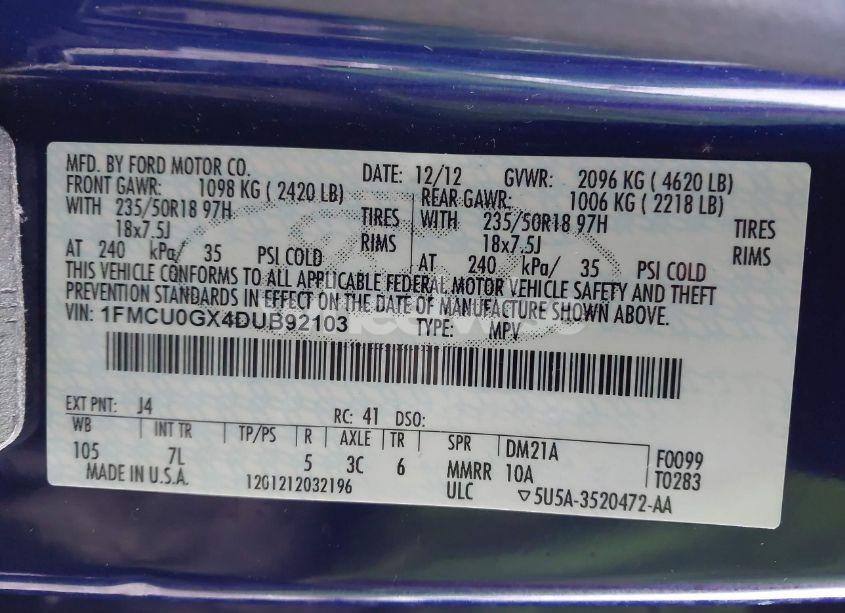 MFD. BY FORD MOTOR CO. DATE: 12/12 GVWR: 2096 KG ( 4620 LB)
FRONT GAWR: 1098 KG ( 2420 LB) REAR GAWR: 1006 KG ( 2218 LB)
WITH 235/50R18 97H TIRES WITH 235/50R18 97H TIRES
18x7.5J RIMS 18x7.5J RIMS
AT 240 kPa/ 35 PSI COLD AT 240 kPa/ 35 PSI COLD
THIS VEHICLE CONFORMS TO ALL APPLICABLE FEDERAL MOTOR VEHICLE SAFETY AND THEFT
PREVENTION STANDARDS IN EFFECT ON THE DATE OF MANUFACTURE SHOWN ABOVE.
VIN: 1FMCU0GX4DUB92103 TYPE: MPV
EXT PNT: J4 RC: 41 DSO:
WB INT TR TP/PS R AXLE TR SPR DM21A F0099
105 7L 5 3C 6 MMRR 10A T0283
MADE IN U.S.A. 12G1212032196 ULC ▽5U5A-3520472-AA